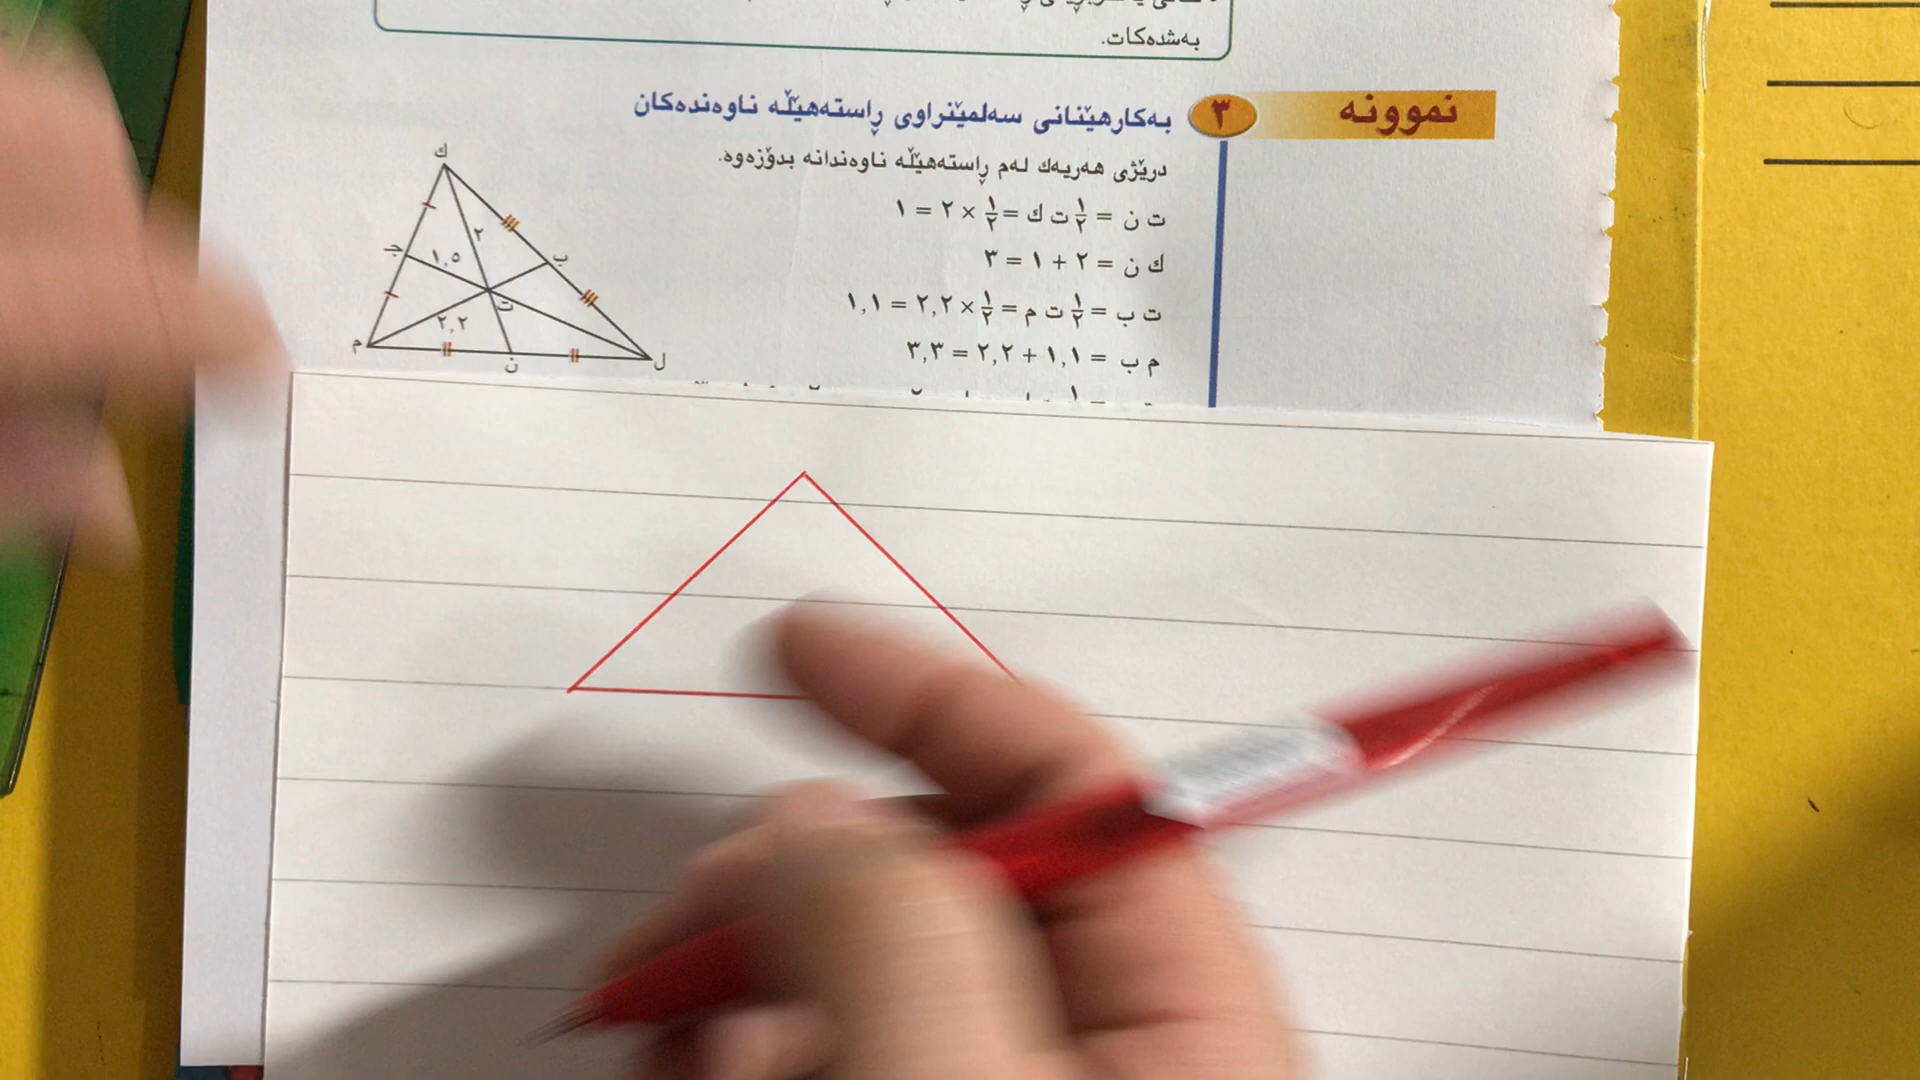 بەشدەکات.
نموونە ٣ بەکارهێنانی سەلمێنراوی ڕاستەهێڵە ناوەندەکان
درێژی هەریەك لەم ڕاستەهێڵە ناوەندانە بدۆزەوە.
ت ن = ١/٢ ت ك = ١/٢ × ٢ = ١
ك ن = ٢ + ١ = ٣
ت ب = ١/٢ ت م = ١/٢ × ٢,٢ = ١,١
م ب = ١,١ + ٢,٢ = ٣,٣
ك
٢
ب
جـ
١,٥
ت
٢,٢
م
ن
ل